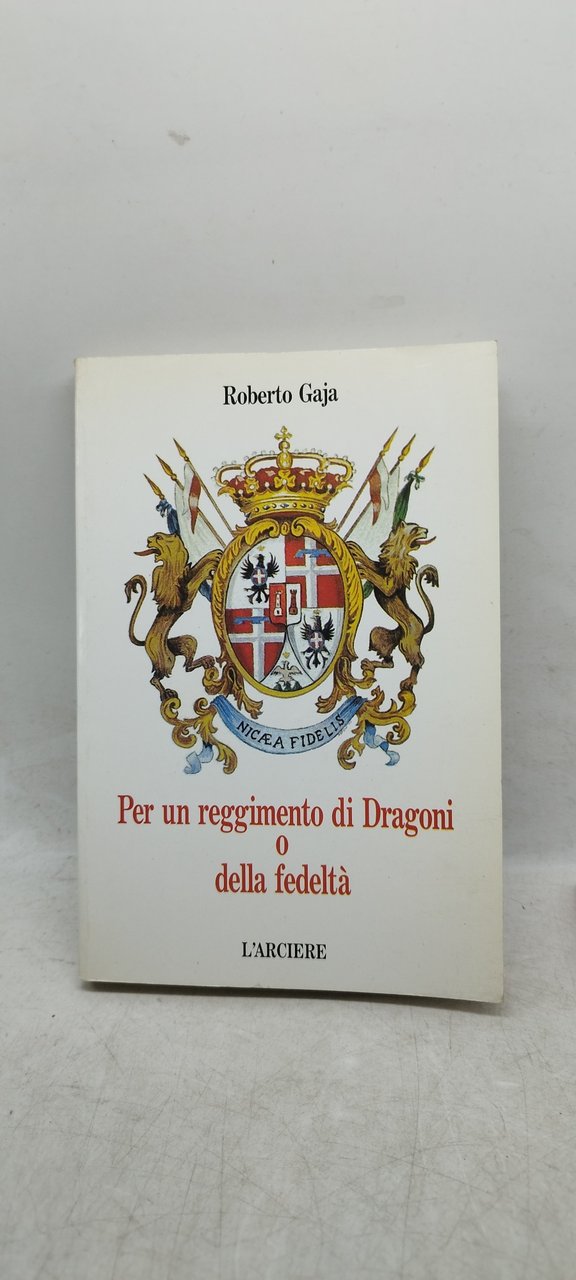 Roberto Gaja
NICÆA FIDELIS
Per un reggimento di Dragoni
o
della fedeltà
L'ARCIERE